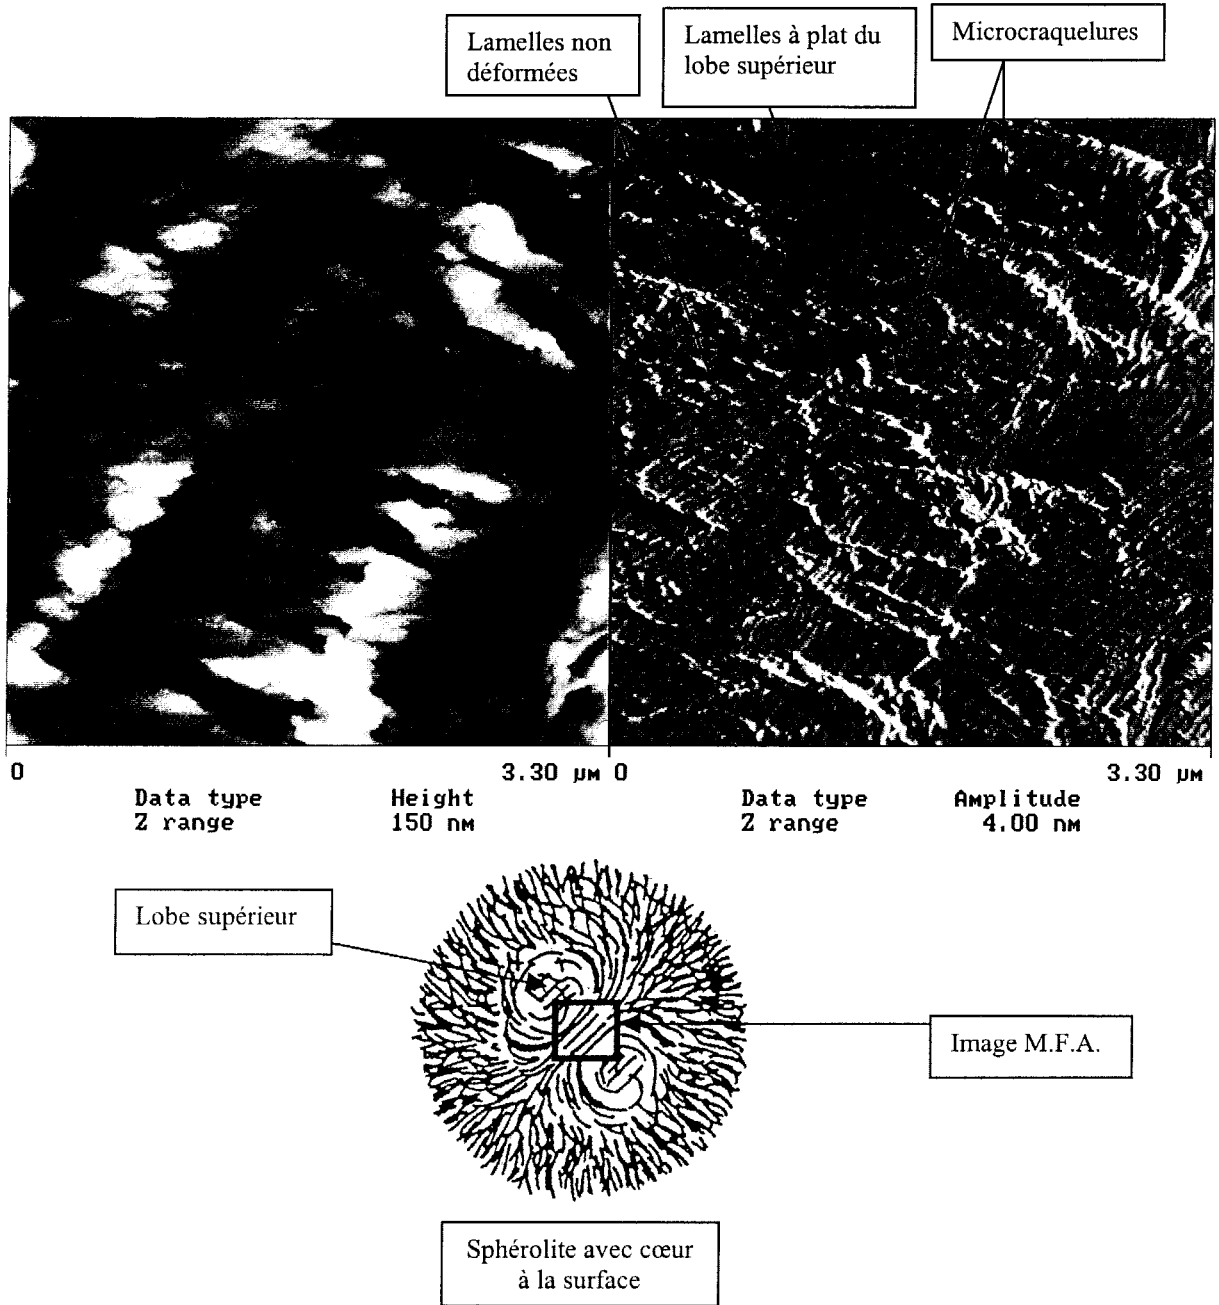 Lamelles non
déformées
Lamelles à plat du
lobe supérieur
Microcraquelures
0 3.30 µm 0 3.30 µm
Data type Height Data type Amplitude
Z range 150 nm Z range 4.00 nm
Lobe supérieur
Image M.F.A.
Sphérolite avec cœur
à la surface